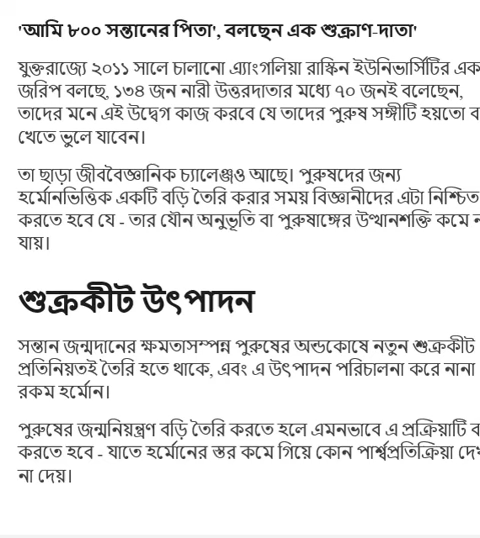 'আমি ৮০০ সন্তানের পিতা', বলছেন এক শুক্রাণ-দাতা'
যুক্তরাজ্যে ২০১১ সালে চালানো এ্যাংগলিয়া রাস্কিন ইউনিভার্সিটির এক
জরিপ বলছে, ১৩৪ জন নারী উত্তরদাতার মধ্যে ৭০ জনই বলেছেন,
তাদের মনে এই উদ্বেগ কাজ করবে যে তাদের পুরুষ সঙ্গীটি হয়তো
খেতে ভুলে যাবেন।
তা ছাড়া জীববৈজ্ঞানিক চ্যালেঞ্জও আছে। পুরুষদের জন্য
হর্মোনভিত্তিক একটি বড়ি তৈরি করার সময় বিজ্ঞানীদের এটা নিশ্চিত
করতে হবে যে - তার যৌন অনুভূতি বা পুরুষাঙ্গের উত্থানশক্তি কমে
যায়।
শুক্রকীট উৎপাদন
সন্তান জন্মদানের ক্ষমতাসম্পন্ন পুরুষের অন্ডকোষে নতুন শুক্রকীট
প্রতিনিয়তই তৈরি হতে থাকে, এবং এ উৎপাদন পরিচালনা করে নানা
রকম হর্মোন।
পুরুষের জন্মনিয়ন্ত্রণ বড়ি তৈরি করতে হলে এমনভাবে এ প্রক্রিয়াটি
করতে হবে - যাতে হর্মোনের স্তর কমে গিয়ে কোন পার্শ্বপ্রতিক্রিয়া
না দেয়।